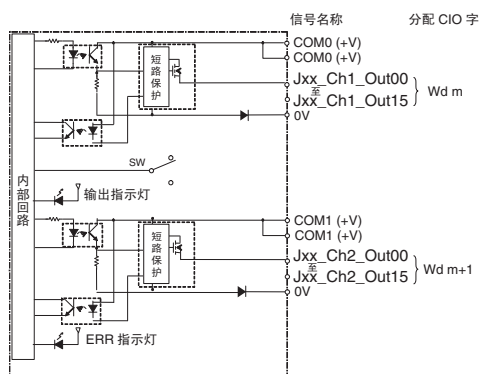 信号名称 分配 CIO 字
COM0 (+V)
COM0 (+V)
短路保护
Jxx_Ch1_Out00
至
Jxx_Ch1_Out15
Wd m
0V
SW
内部回路
输出指示灯
COM1 (+V)
COM1 (+V)
短路保护
Jxx_Ch2_Out00
至
Jxx_Ch2_Out15
Wd m+1
0V
ERR 指示灯